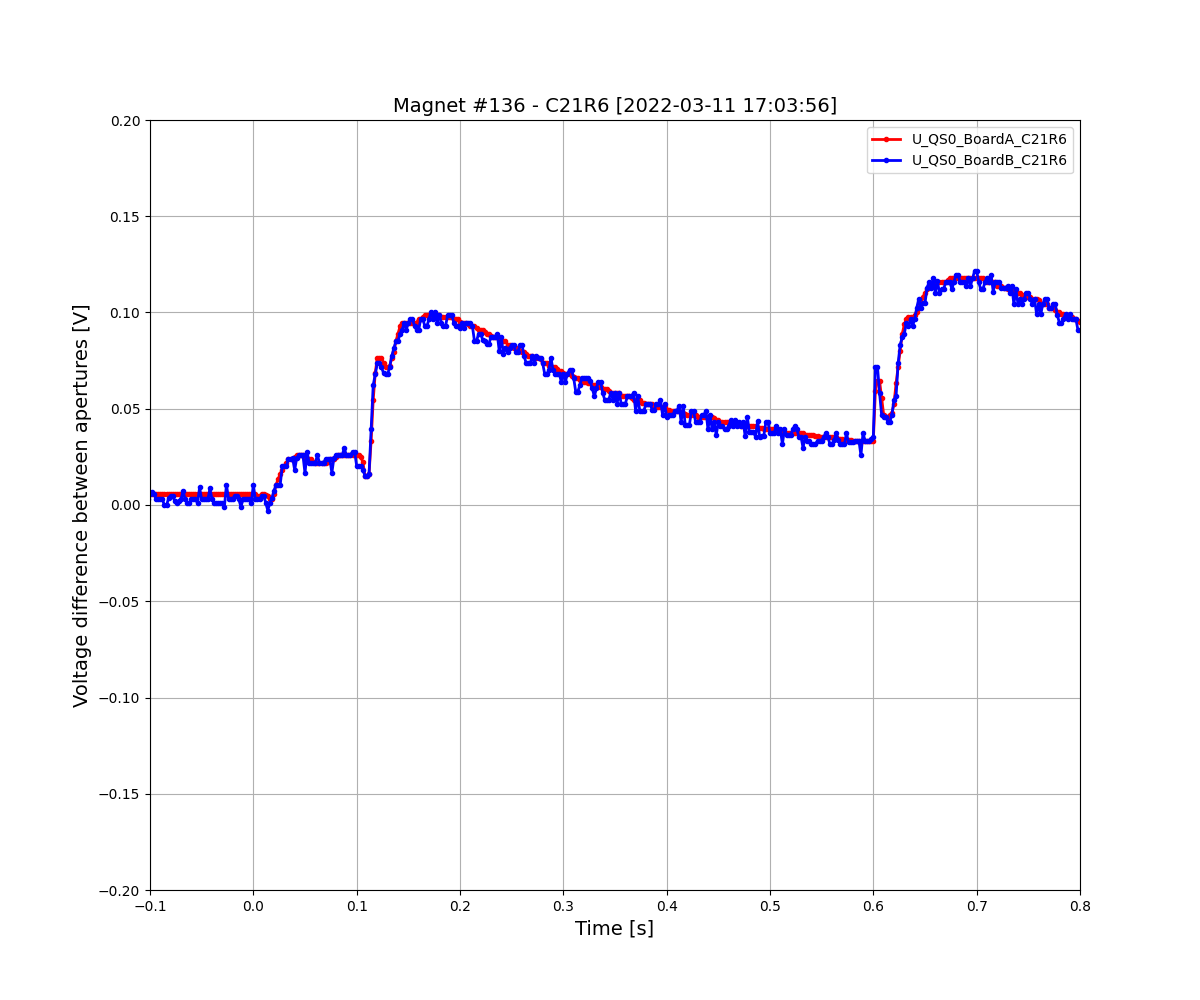 Magnet #136 - C21R6 [2022-03-11 17:03:56]
U_QS0_BoardA_C21R6
U_QS0_BoardB_C21R6
Voltage difference between apertures [V]
0.20
0.15
0.10
0.05
0.00
−0.05
−0.10
−0.15
−0.20
−0.1 0.0 0.1 0.2 0.3 0.4 0.5 0.6 0.7 0.8
Time [s]